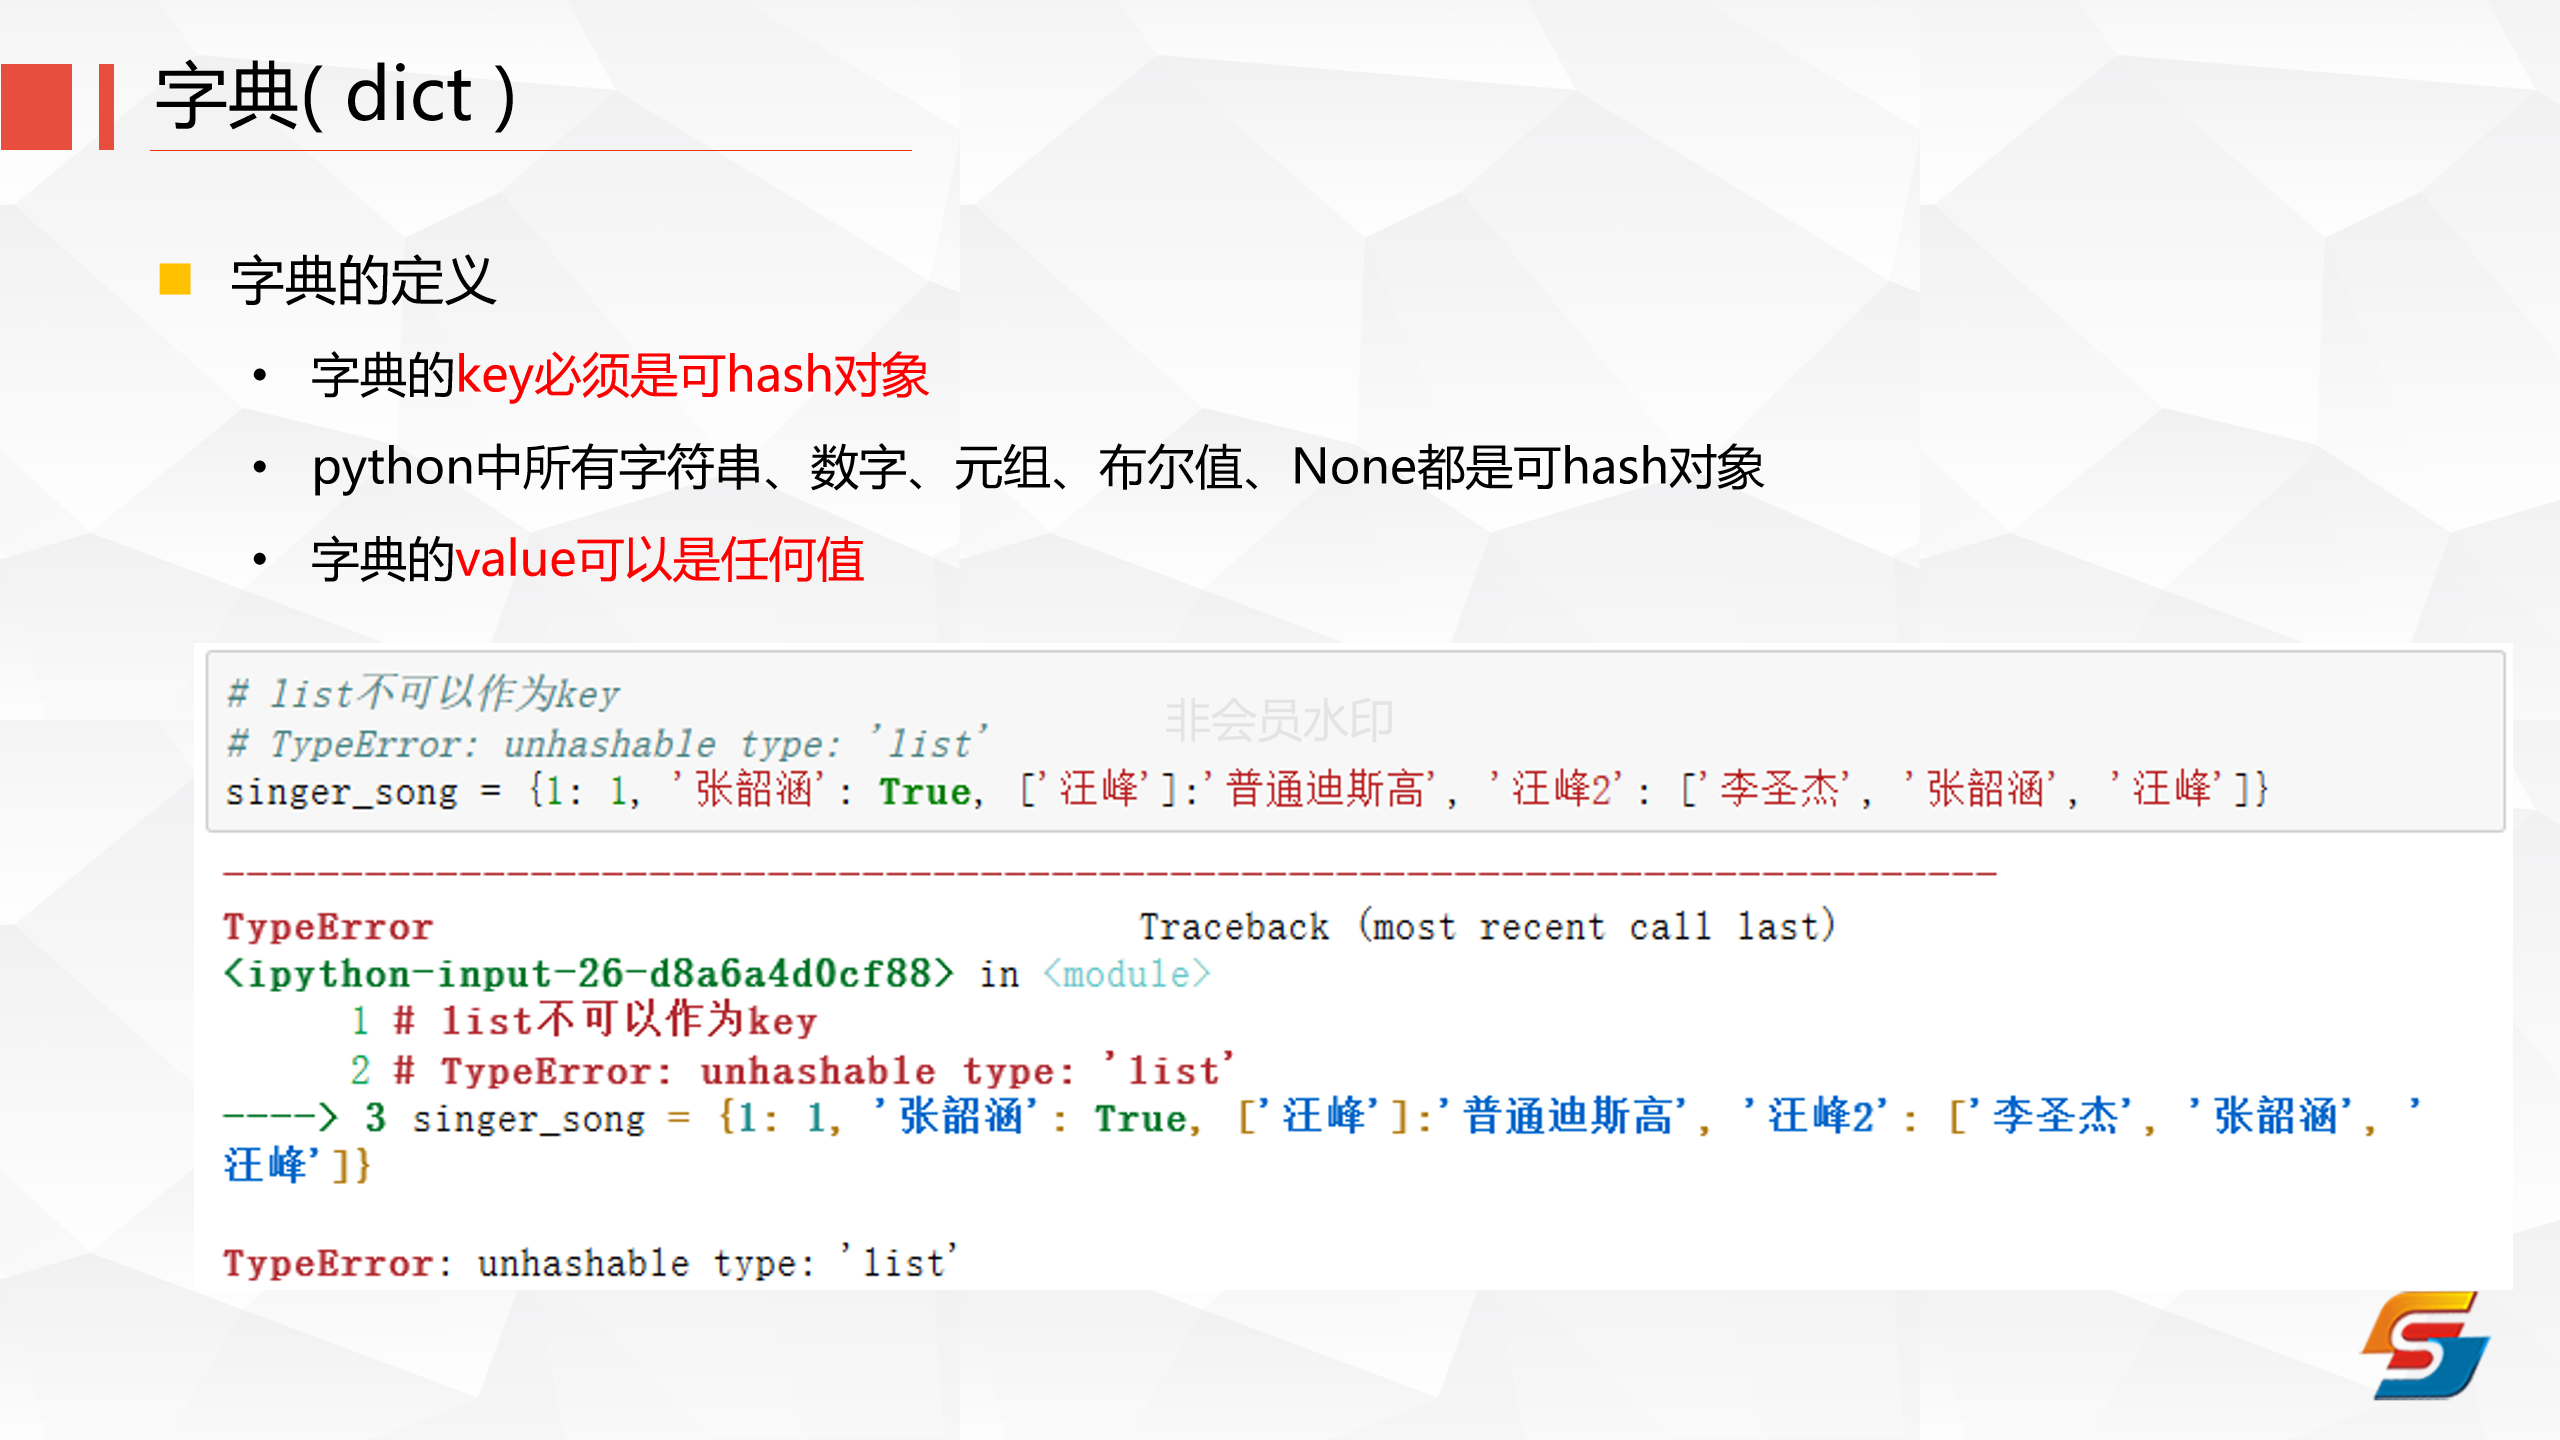 字典( dict )
字典的定义
• 字典的key必须是可hash对象
• python中所有字符串、数字、元组、布尔值、None都是可hash对象
• 字典的value可以是任何值
# list不可以作为key
非会员水印
# TypeError: unhashable type: 'list'
singer_song = {1: 1, '张韶涵': True, ['汪峰']:'普通迪斯高', '汪峰2': ['李圣杰', '张韶涵', '汪峰']}
---------------------------------------------------------------------------
TypeError                                 Traceback (most recent call last)
<ipython-input-26-d8a6a4d0cf88> in <module>
      1 # list不可以作为key
      2 # TypeError: unhashable type: 'list'
----> 3 singer_song = {1: 1, '张韶涵': True, ['汪峰']:'普通迪斯高', '汪峰2': ['李圣杰', '张韶涵', '
汪峰']}
TypeError: unhashable type: 'list'